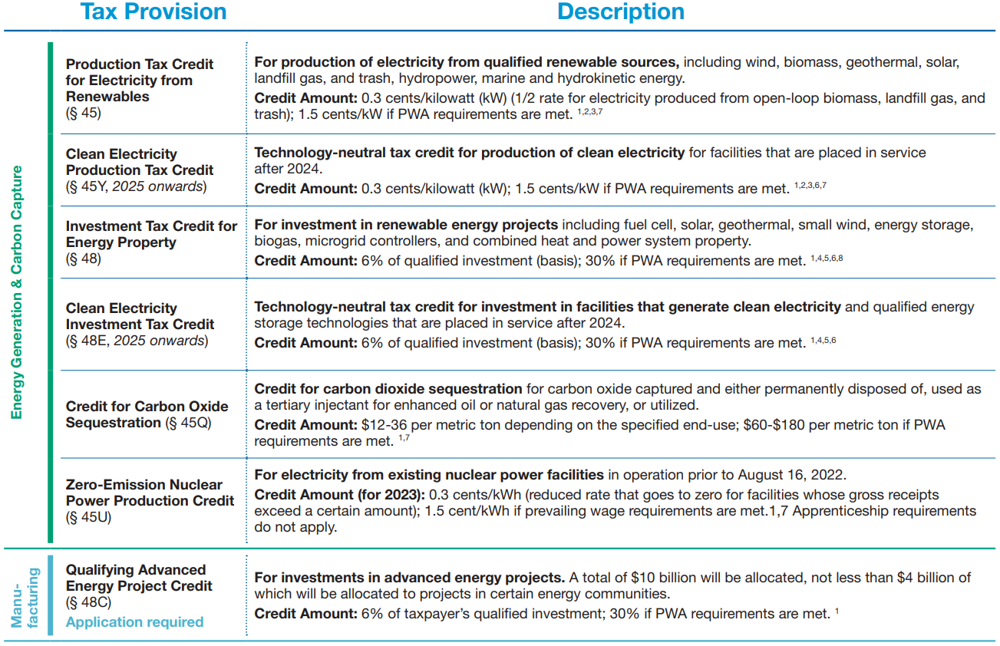 Tax Provision
Description
Energy Generation & Carbon Capture
Production Tax Credit
for Electricity from
Renewables
(§ 45)
For production of electricity from qualified renewable sources, including wind, biomass, geothermal, solar,
landfill gas, and trash, hydropower, marine and hydrokinetic energy.
Credit Amount: 0.3 cents/kilowatt (kW) (1/2 rate for electricity produced from open-loop biomass, landfill gas, and
trash); 1.5 cents/kW if PWA requirements are met. 1,2,3,7
Clean Electricity
Production Tax Credit
(§ 45Y, 2025 onwards)
Technology-neutral tax credit for production of clean electricity for facilities that are placed in service
after 2024.
Credit Amount: 0.3 cents/kilowatt (kW); 1.5 cents/kW if PWA requirements are met. 1,2,3,6,7
Investment Tax Credit for
Energy Property
(§ 48)
For investment in renewable energy projects including fuel cell, solar, geothermal, small wind, energy storage,
biogas, microgrid controllers, and combined heat and power system property.
Credit Amount: 6% of qualified investment (basis); 30% if PWA requirements are met. 1,4,5,6,8
Clean Electricity
Investment Tax Credit
(§ 48E, 2025 onwards)
Technology-neutral tax credit for investment in facilities that generate clean electricity and qualified energy
storage technologies that are placed in service after 2024.
Credit Amount: 6% of qualified investment (basis); 30% if PWA requirements are met. 1,4,5,6
Credit for Carbon Oxide
Sequestration (§ 45Q)
Credit for carbon dioxide sequestration for carbon oxide captured and either permanently disposed of, used as
a tertiary injectant for enhanced oil or natural gas recovery, or utilized.
Credit Amount: $12-36 per metric ton depending on the specified end-use; $60-$180 per metric ton if PWA
requirements are met. 1,7
Zero-Emission Nuclear
Power Production Credit
(§ 45U)
For electricity from existing nuclear power facilities in operation prior to August 16, 2022.
Credit Amount (for 2023): 0.3 cents/kWh (reduced rate that goes to zero for facilities whose gross receipts
exceed a certain amount); 1.5 cent/kWh if prevailing wage requirements are met.1,7 Apprenticeship requirements
do not apply.
Manu-
facturing
Qualifying Advanced
Energy Project Credit
(§ 48C)
Application required
For investments in advanced energy projects. A total of $10 billion will be allocated, not less than $4 billion of
which will be allocated to projects in certain energy communities.
Credit Amount: 6% of taxpayer’s qualified investment; 30% if PWA requirements are met. 1